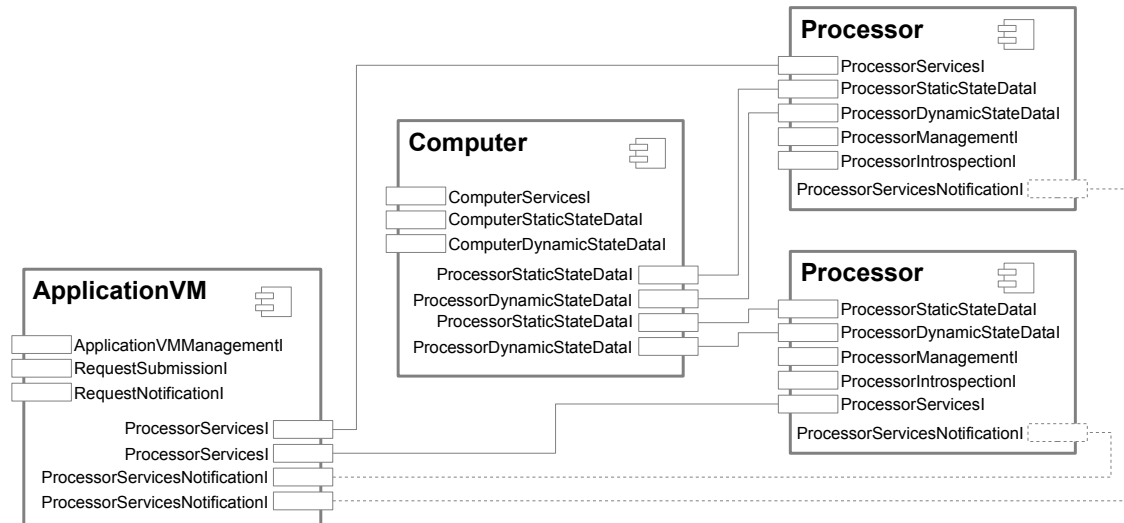 Processor
ProcessorServicesI
ProcessorStaticStateDataI
ProcessorDynamicStateDataI
ProcessorManagementI
ProcessorIntrospectionI
ProcessorServicesNotificationI
Computer
ComputerServicesI
ComputerStaticStateDataI
ComputerDynamicStateDataI
ProcessorStaticStateDataI
ProcessorDynamicStateDataI
ProcessorStaticStateDataI
ProcessorDynamicStateDataI
Processor
ProcessorStaticStateDataI
ProcessorDynamicStateDataI
ProcessorManagementI
ProcessorIntrospectionI
ProcessorServicesI
ProcessorServicesNotificationI
ApplicationVM
ApplicationVMManagementI
RequestSubmissionI
RequestNotificationI
ProcessorServicesI
ProcessorServicesI
ProcessorServicesNotificationI
ProcessorServicesNotificationI